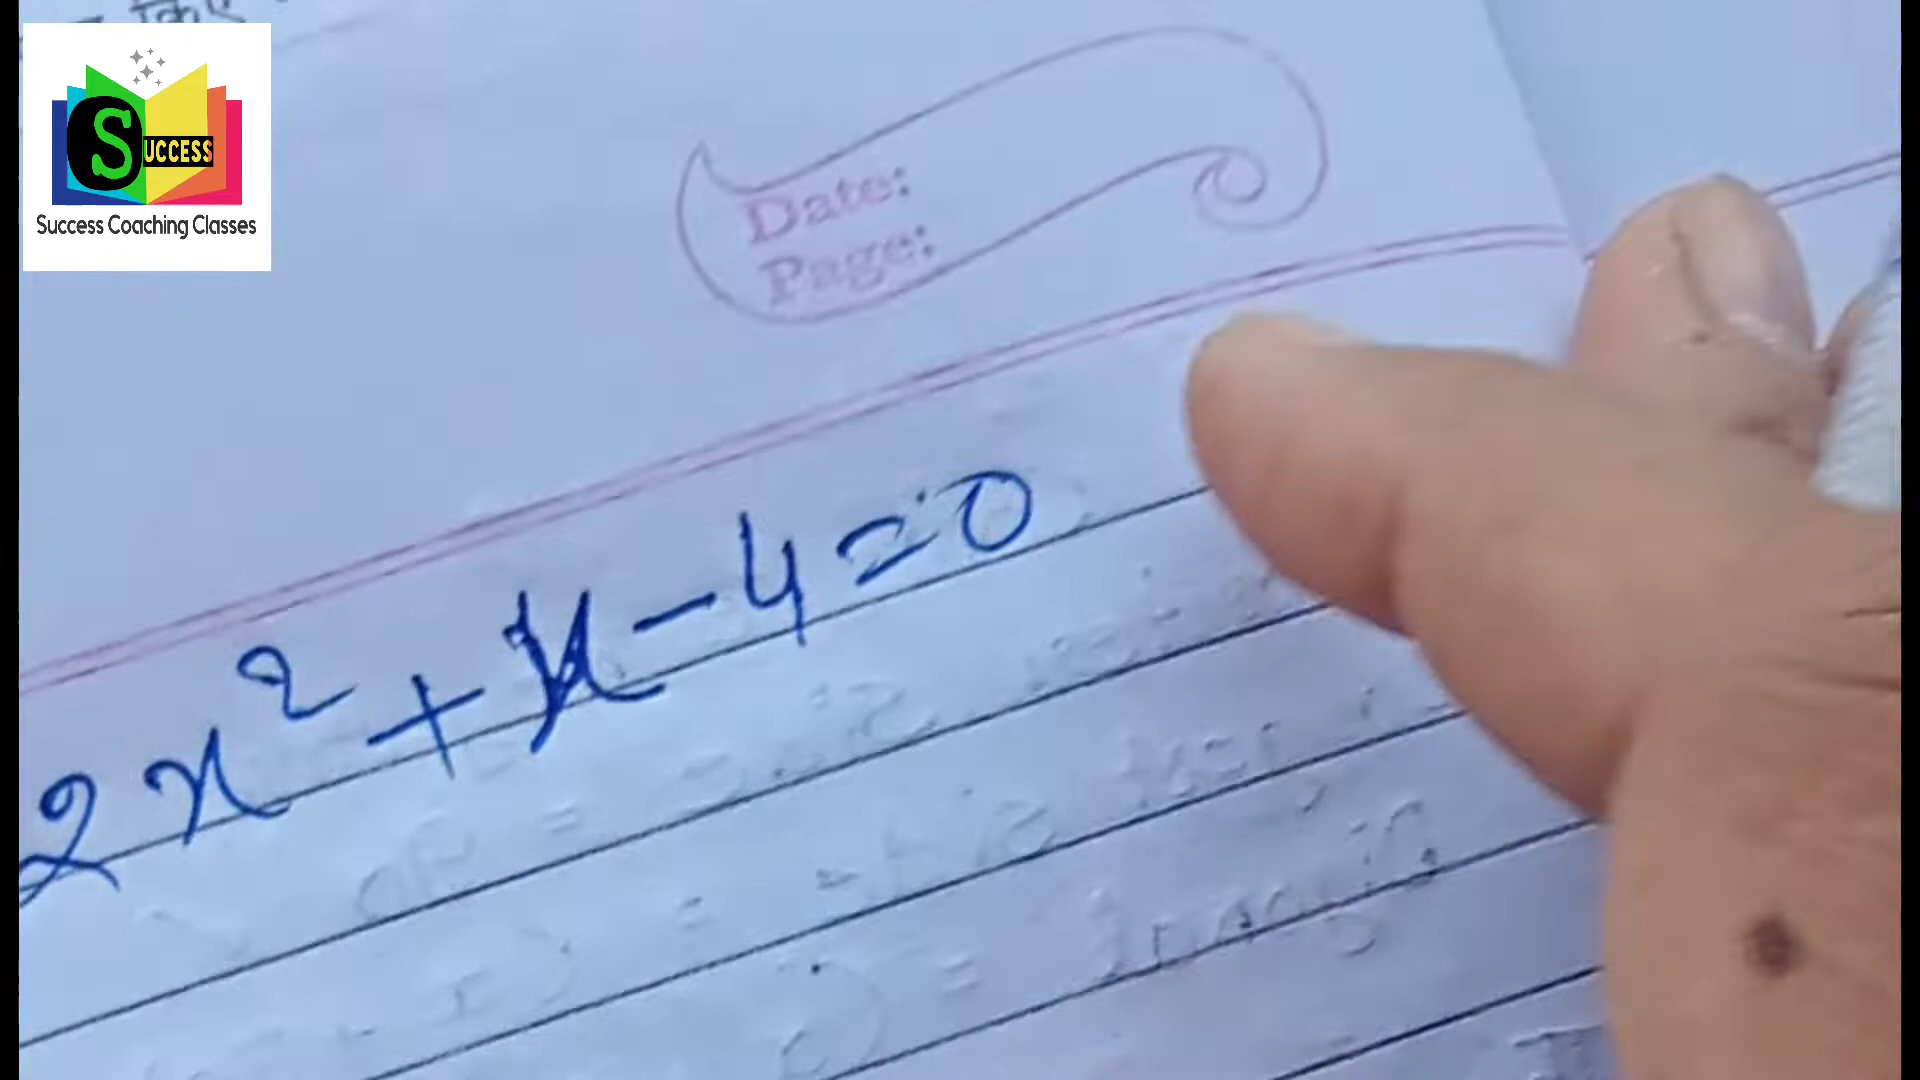 SUCCESS
Success Coaching Classes
Date:
Page:
2x² + x - 4 = 0